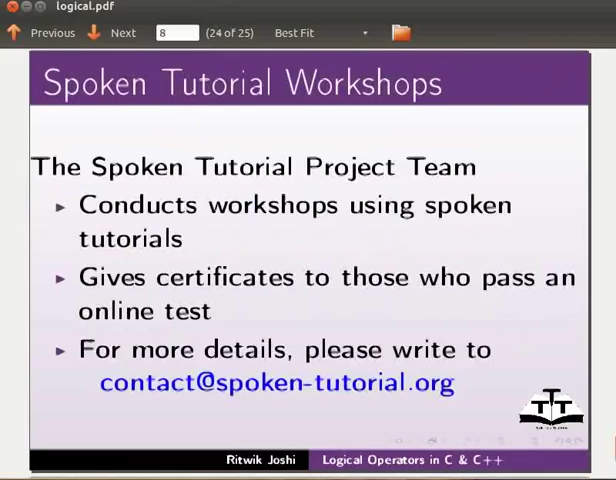 logical.pdf
Previous Next 8 (24 of 25) Best Fit
Spoken Tutorial Workshops
The Spoken Tutorial Project Team
Conducts workshops using spoken
tutorials
Gives certificates to those who pass an
online test
For more details, please write to
contact@spoken-tutorial.org
Ritwik Joshi Logical Operators in C & C++